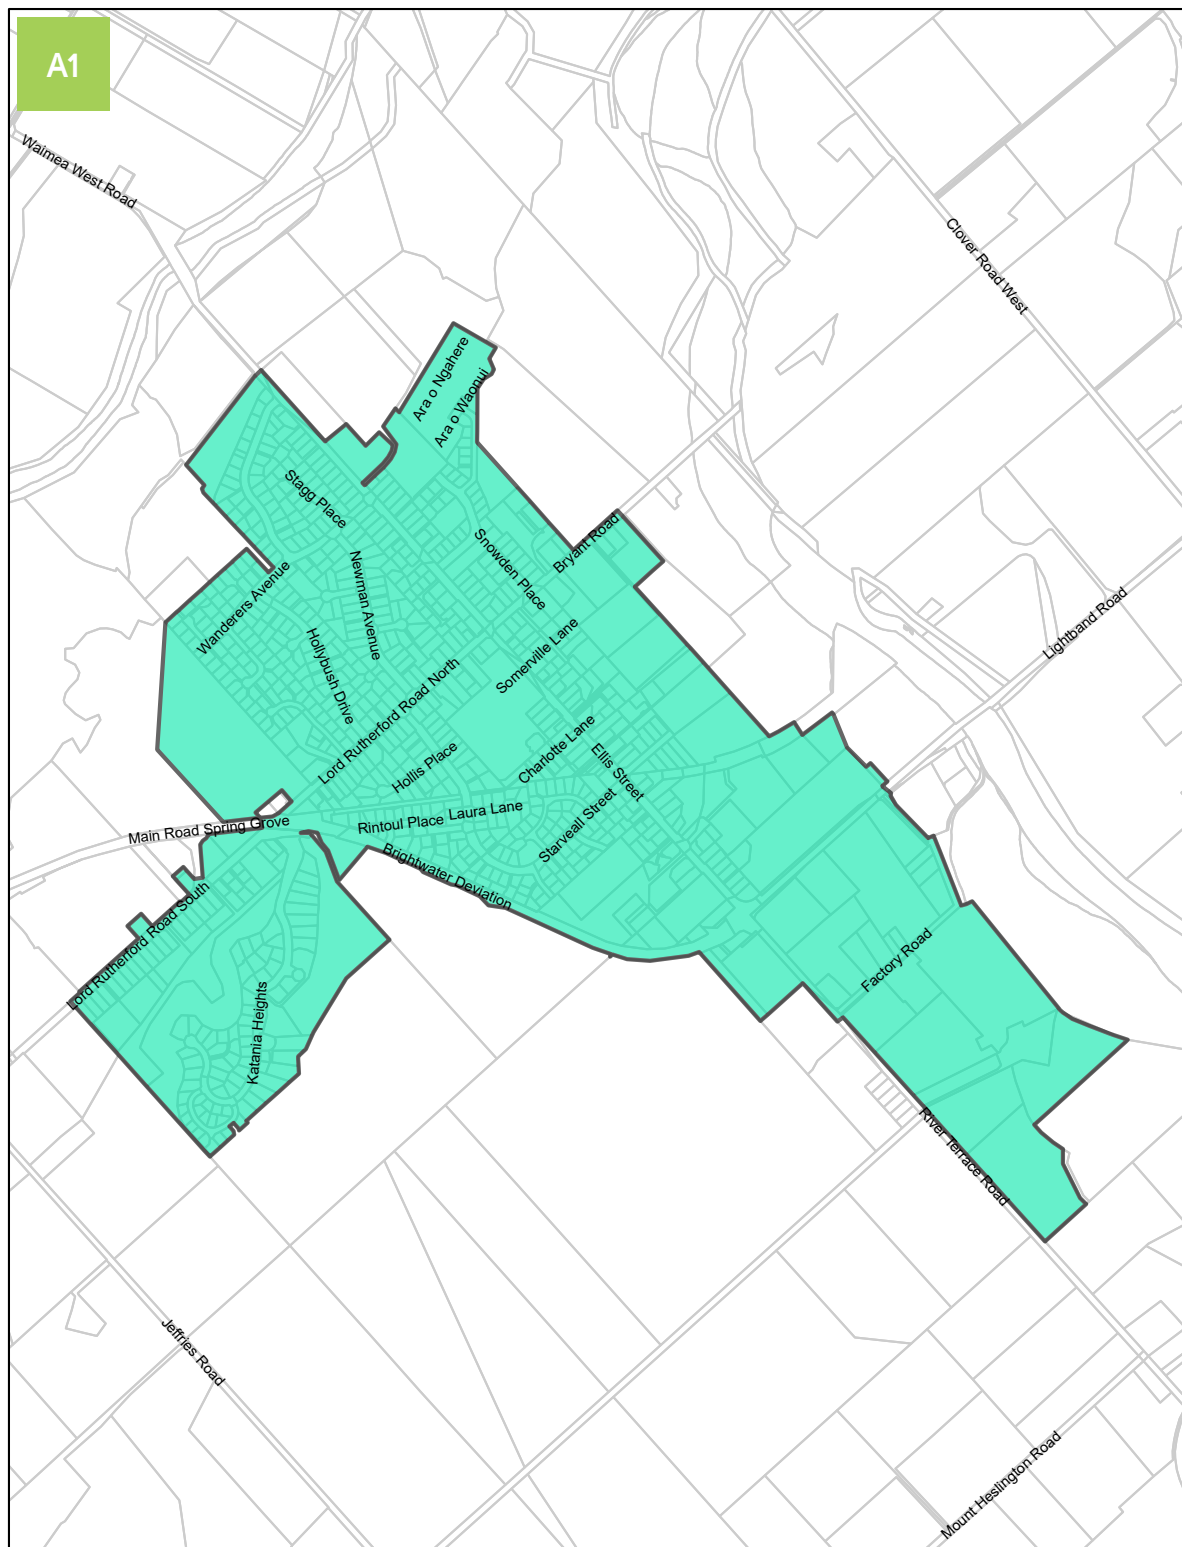 A1
Waimea West Road
Clover Road West
Ara o Ngahere
Ara o Waonui
Stagg Place
Snowden Place
Bryant Road
Newman Avenue
Wanderers Avenue
Hollybush Drive
Somerville Lane
Lightband Road
Lord Rutherford Road North
Hollis Place
Charlotte Lane
Ellis Street
Starveall Street
Laura Lane
Rintoul Place
Main Road Spring Grove
Brightwater Deviation
Lord Rutherford Road South
Factory Road
Katania Heights
River Terrace Road
Jeffries Road
Mount Heslington Road